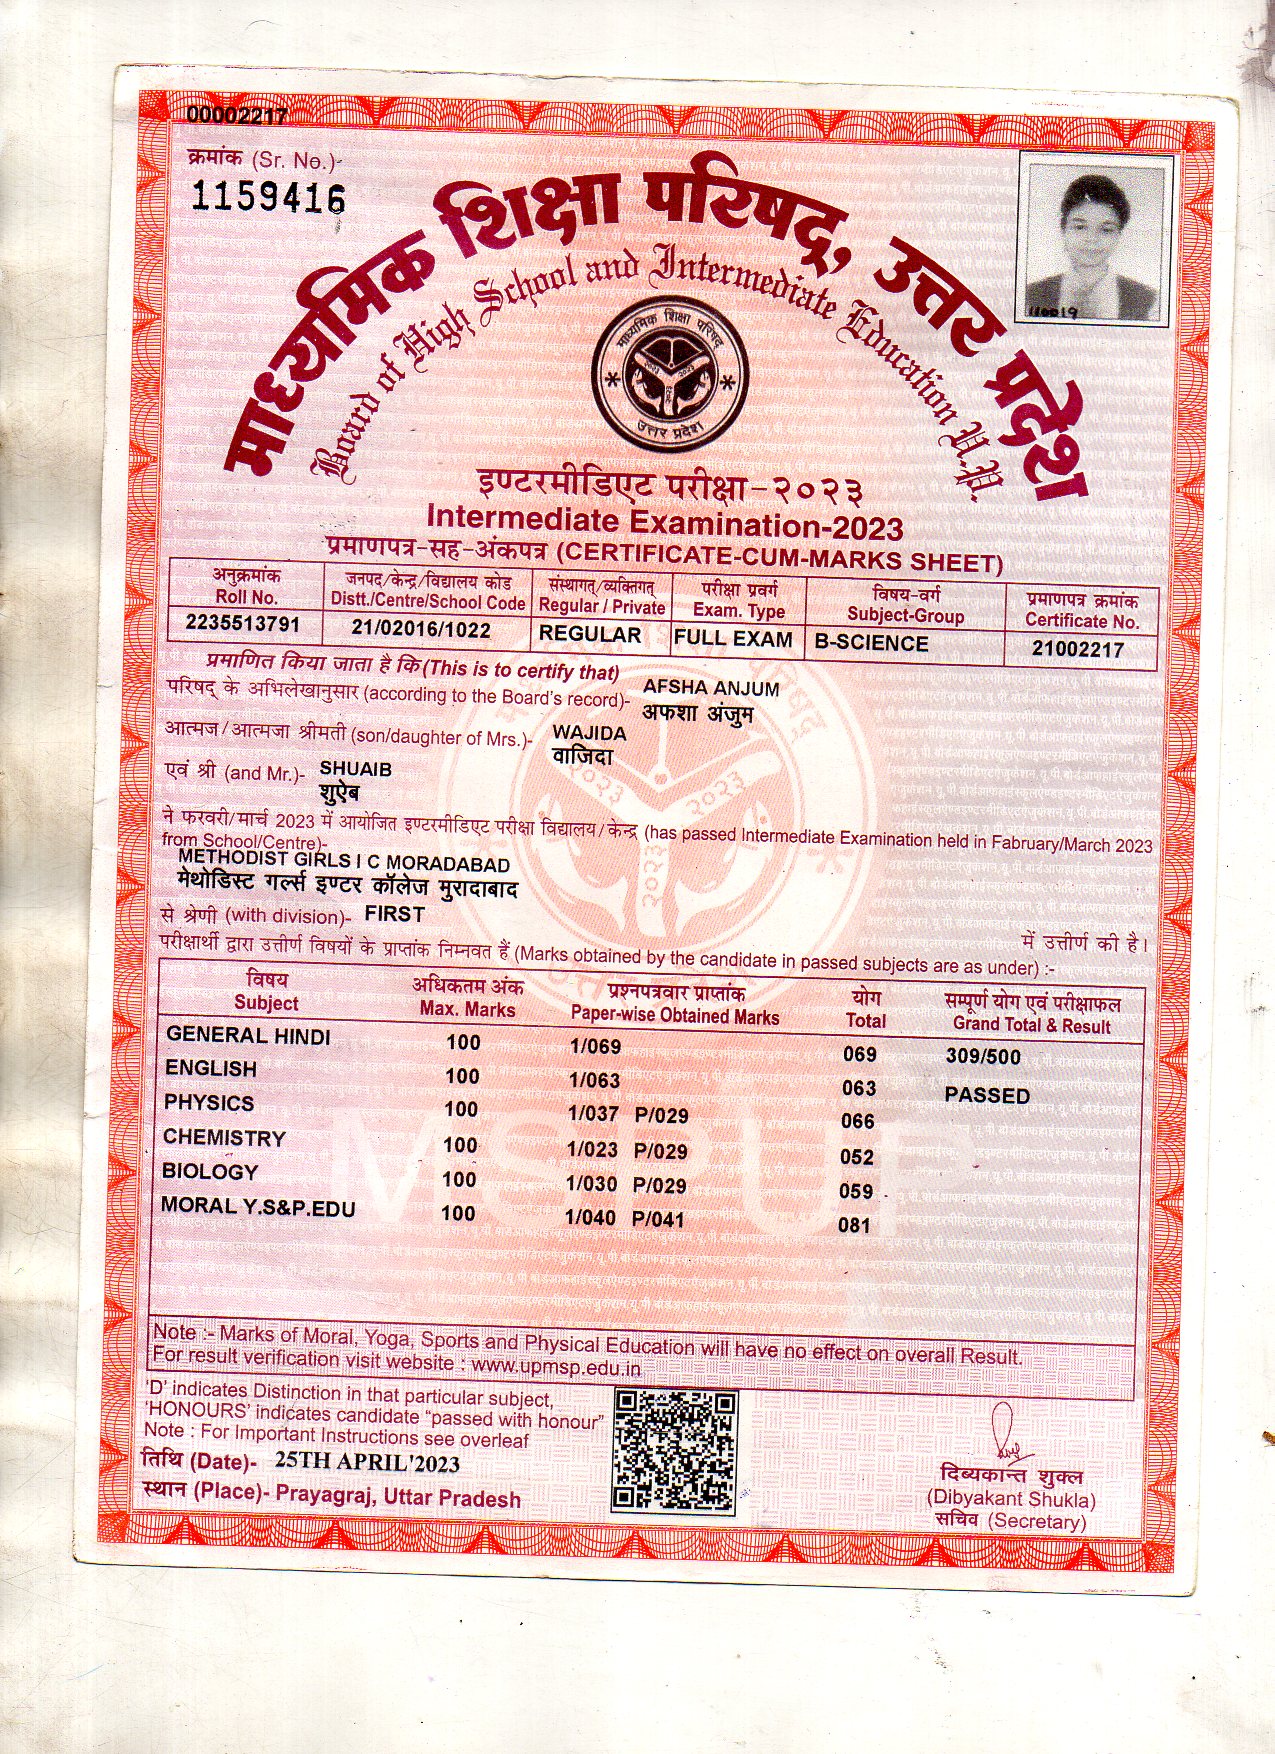 00002217
क्रमांक (Sr. No.)-
1159416
माध्यमिक शिक्षा परिषद्, उत्तर प्रदेश
Board of High School and Intermediate Education U.P.
माध्यमिक शिक्षा परिषद्
२०२३ २०२३
उत्तर प्रदेश
110019
इण्टरमीडिएट परीक्षा-२०२३
Intermediate Examination-2023
प्रमाणपत्र-सह-अंकपत्र (CERTIFICATE-CUM-MARKS SHEET)
अनुक्रमांक जनपद/केन्द्र/विद्यालय कोड संस्थागत्/व्यक्तिगत् परीक्षा प्रवर्ग विषय-वर्ग प्रमाणपत्र क्रमांक
Roll No. Distt./Centre/School Code Regular / Private Exam. Type Subject-Group Certificate No.
2235513791 21/02016/1022 REGULAR FULL EXAM B-SCIENCE 21002217
प्रमाणित किया जाता है कि (This is to certify that)
परिषद् के अभिलेखानुसार (according to the Board's record)- AFSHA ANJUM
अफशा अंजुम
आत्मज/आत्मजा श्रीमती (son/daughter of Mrs.)- WAJIDA
वाजिदा
एवं श्री (and Mr.)- SHUAIB
शुऐब
ने फरवरी/मार्च 2023 में आयोजित इण्टरमीडिएट परीक्षा विद्यालय/केन्द्र (has passed Intermediate Examination held in Fabruary/March 2023
from School/Centre)-
METHODIST GIRLS I C MORADABAD
मेथोडिस्ट गर्ल्स इण्टर कॉलेज मुरादाबाद
से श्रेणी (with division)- FIRST में उत्तीर्ण की है।
परीक्षार्थी द्वारा उत्तीर्ण विषयों के प्राप्तांक निम्नवत हैं (Marks obtained by the candidate in passed subjects are as under) :-
विषय अधिकतम अंक प्रश्नपत्रवार प्राप्तांक योग सम्पूर्ण योग एवं परीक्षाफल
Subject Max. Marks Paper-wise Obtained Marks Total Grand Total & Result
GENERAL HINDI 100 1/069 069 309/500
ENGLISH 100 1/063 063 PASSED
PHYSICS 100 1/037 P/029 066
CHEMISTRY 100 1/023 P/029 052
BIOLOGY 100 1/030 P/029 059
MORAL Y.S&P.EDU 100 1/040 P/041 081
MSPUP
Note :- Marks of Moral, Yoga, Sports and Physical Education will have no effect on overall Result.
For result verification visit website : www.upmsp.edu.in
'D' indicates Distinction in that particular subject,
'HONOURS' indicates candidate "passed with honour"
Note : For Important Instructions see overleaf
तिथि (Date)- 25TH APRIL'2023
स्थान (Place)- Prayagraj, Uttar Pradesh
दिब्यकान्त शुक्ल
(Dibyakant Shukla)
सचिव (Secretary)